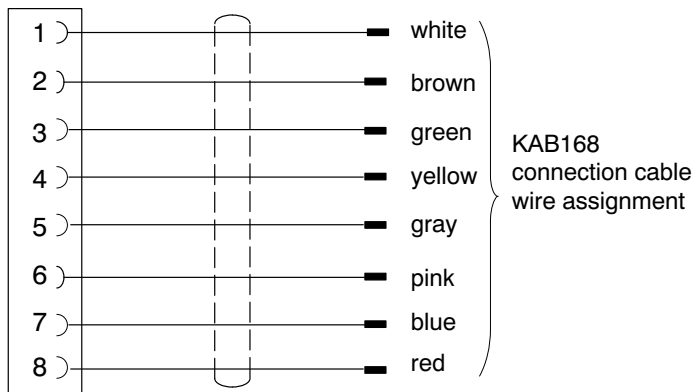 1 white
2 brown
3 green
4 yellow
5 gray
6 pink
7 blue
8 red
KAB168
connection cable
wire assignment